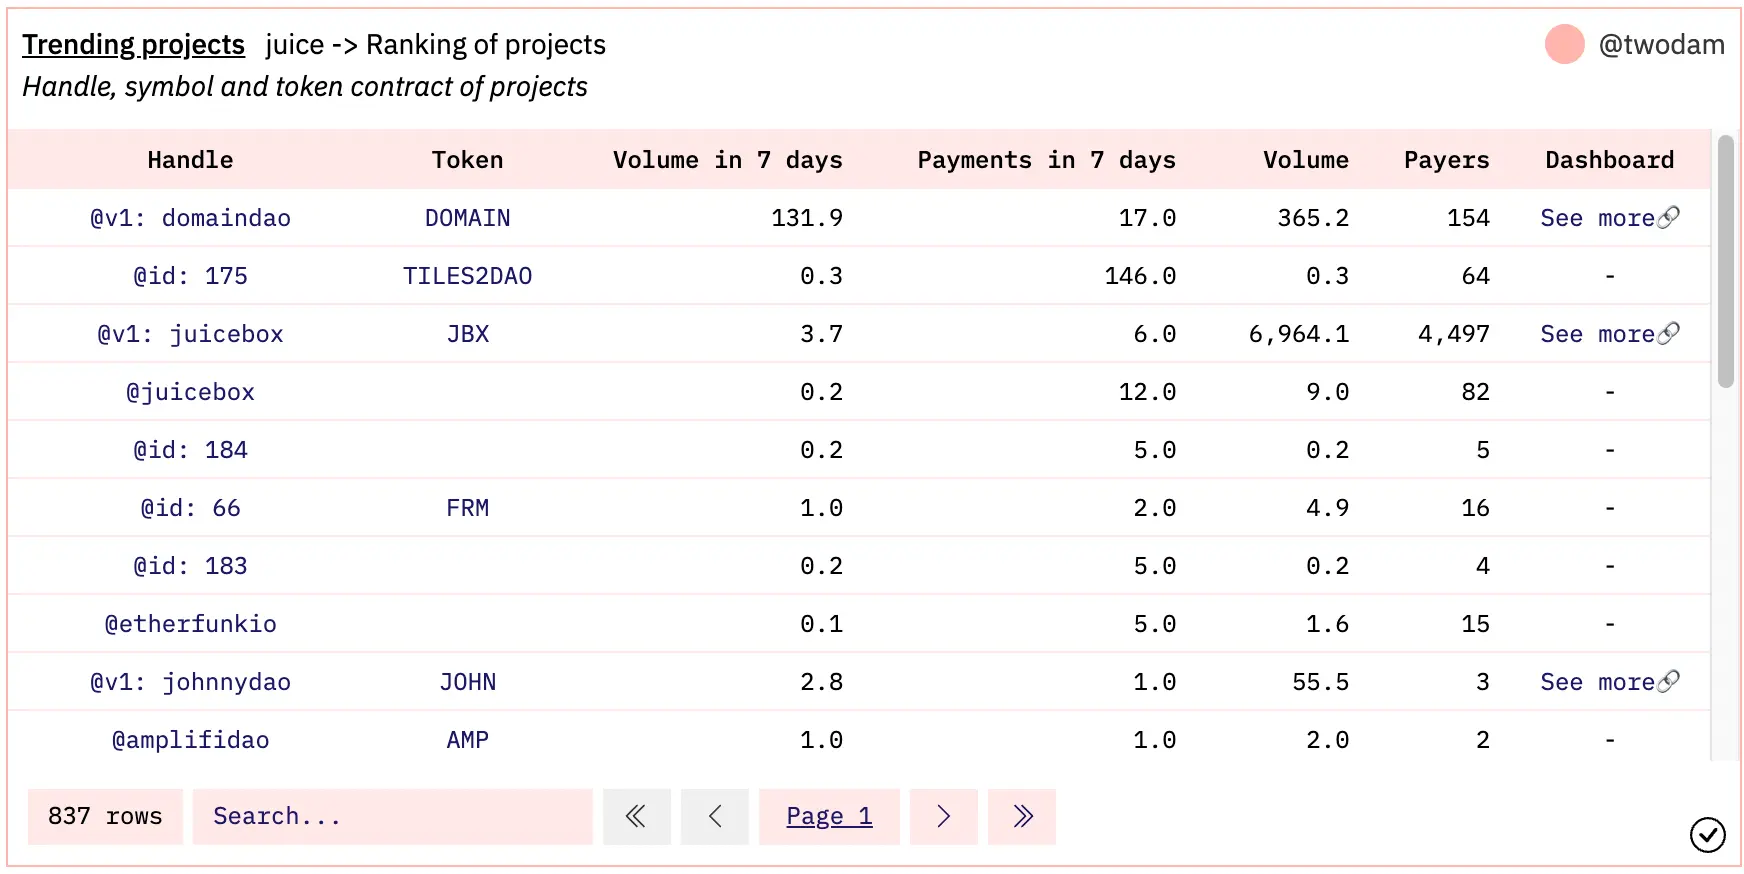 Trending projects juice -> Ranking of projects @twodam
Handle, symbol and token contract of projects
Handle Token Volume in 7 days Payments in 7 days Volume Payers Dashboard
@v1: domaindao DOMAIN 131.9 17.0 365.2 154 See more🔗
@id: 175 TILES2DAO 0.3 146.0 0.3 64 -
@v1: juicebox JBX 3.7 6.0 6,964.1 4,497 See more🔗
@juicebox 0.2 12.0 9.0 82 -
@id: 184 0.2 5.0 0.2 5 -
@id: 66 FRM 1.0 2.0 4.9 16 -
@id: 183 0.2 5.0 0.2 4 -
@etherfunkio 0.1 5.0 1.6 15 -
@v1: johnnydao JOHN 2.8 1.0 55.5 3 See more🔗
@amplifidao AMP 1.0 1.0 2.0 2 -
837 rows Search... « < Page 1 > »